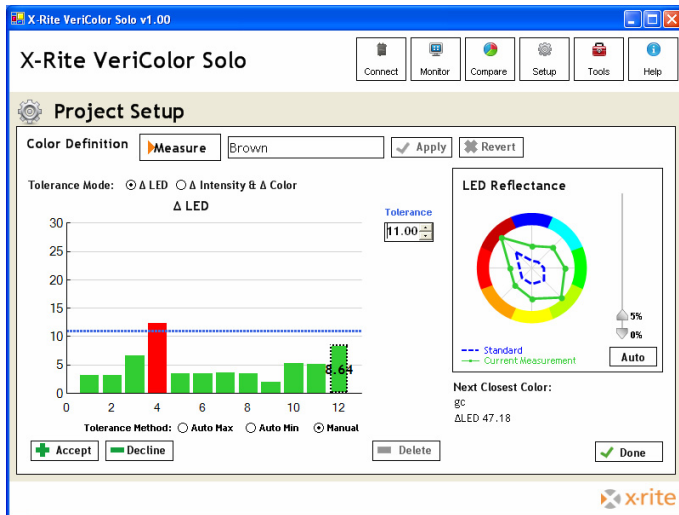 X-Rite VeriColor Solo v1.00
X-Rite VeriColor Solo
Connect Monitor Compare Setup Tools Help
Project Setup
Color Definition Measure Brown Apply Revert
Tolerance Mode: Δ LED Δ Intensity & Δ Color
Δ LED
Tolerance
11.00
30
25
20
15
10
5
0
8.64
0 2 4 6 8 10 12
Tolerance Method: Auto Max Auto Min Manual
Accept Decline Delete
LED Reflectance
5%
0%
Standard
Current Measurement
Auto
Next Closest Color:
gc
ΔLED 47.18
Done
x·rite